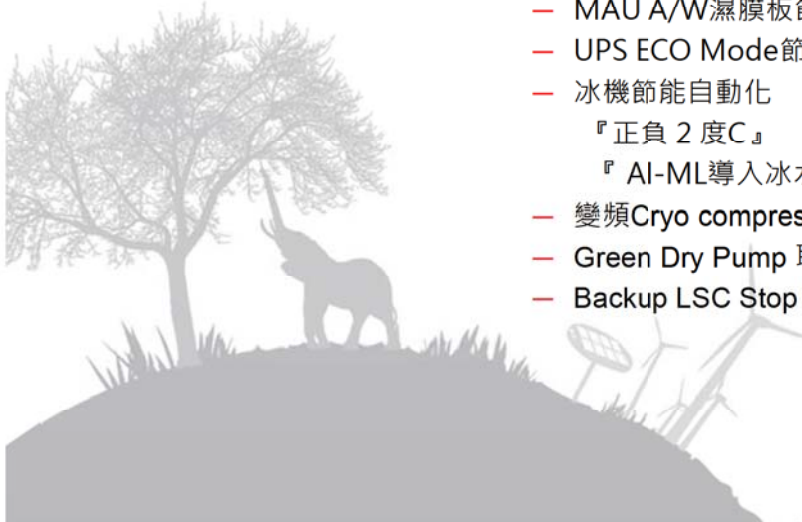 — MAU A/W濕膜板
— UPS ECO Mode節
— 冰機節能自動化
『正負 2 度C』
『 AI-ML導入冰
— 變頻Cryo compres
— Green Dry Pump
— Backup LSC Stop